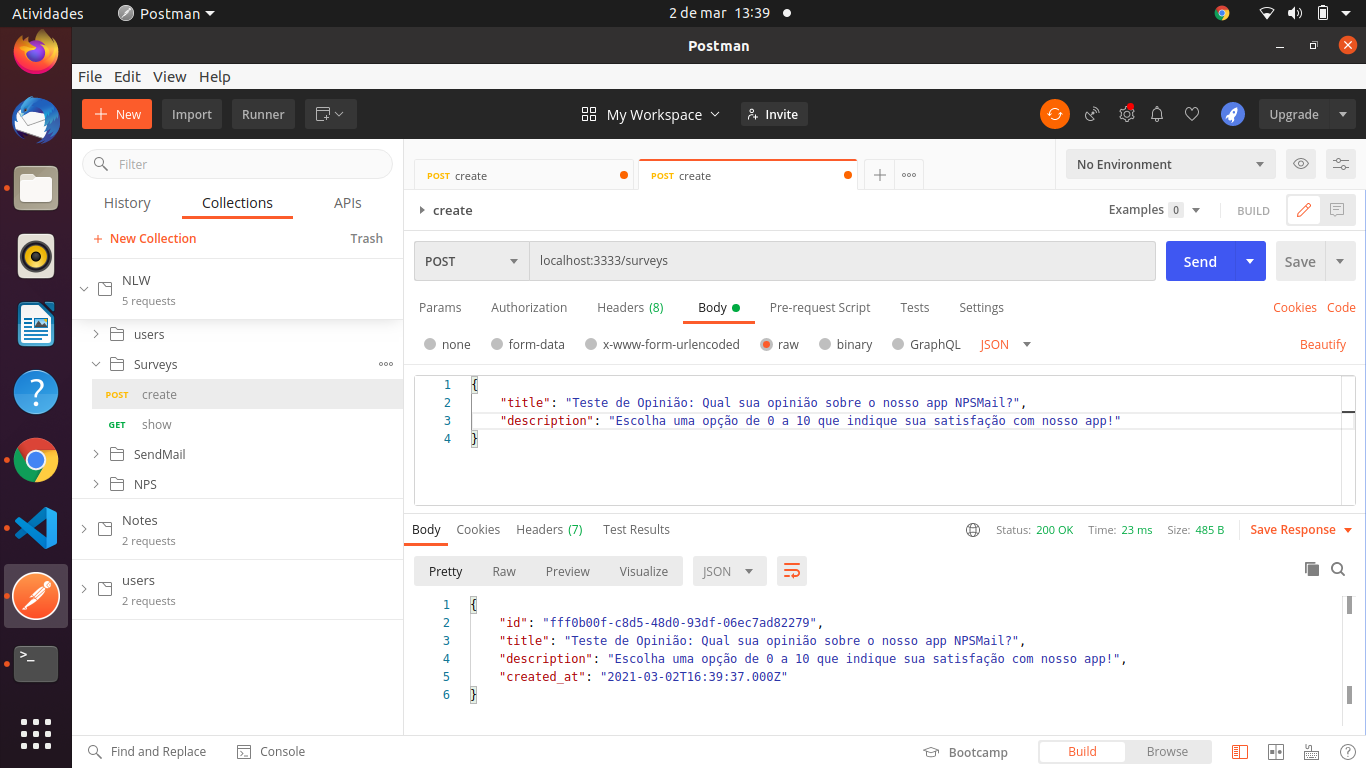 Atividades Postman 2 de mar 13:39
Postman
File Edit View Help
New Import Runner My Workspace Invite Upgrade
Filter
POST create POST create No Environment
History Collections APIs
create Examples 0 BUILD
+ New Collection Trash
NLW
5 requests
POST localhost:3333/surveys Send Save
Params Authorization Headers (8) Body Pre-request Script Tests Settings Cookies Code
users
none form-data x-www-form-urlencoded raw binary GraphQL JSON Beautify
Surveys
POST create
GET show
SendMail
NPS
1 {
2 "title": "Teste de Opinião: Qual sua opinião sobre o nosso app NPSMail?",
3 "description": "Escolha uma opção de 0 a 10 que indique sua satisfação com nosso app!"
4 }
Notes
2 requests
users
2 requests
Body Cookies Headers (7) Test Results Status: 200 OK Time: 23 ms Size: 485 B Save Response
Pretty Raw Preview Visualize JSON
1 {
2 "id": "fff0b00f-c8d5-48d0-93df-06ec7ad82279",
3 "title": "Teste de Opinião: Qual sua opinião sobre o nosso app NPSMail?",
4 "description": "Escolha uma opção de 0 a 10 que indique sua satisfação com nosso app!",
5 "created_at": "2021-03-02T16:39:37.000Z"
6 }
Find and Replace Console Bootcamp Build Browse